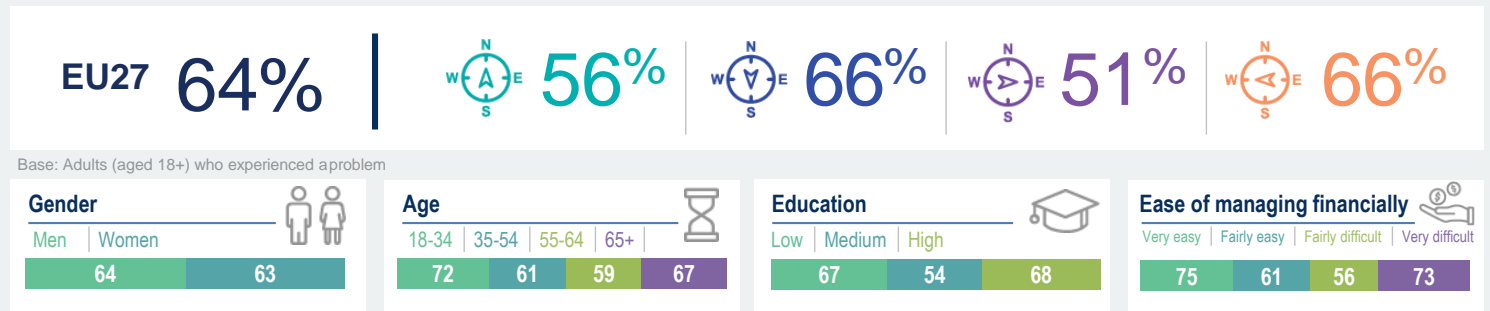 EU27 64% N W E S 56% N W E S 66% N W E S 51% N W E S 66%
Base: Adults (aged 18+) who experienced aproblem
Gender
Men Women
64 63
Age
18-34 35-54 55-64 65+
72 61 59 67
Education
Low Medium High
67 54 68
Ease of managing financially
Very easy Fairly easy Fairly difficult Very difficult
75 61 56 73